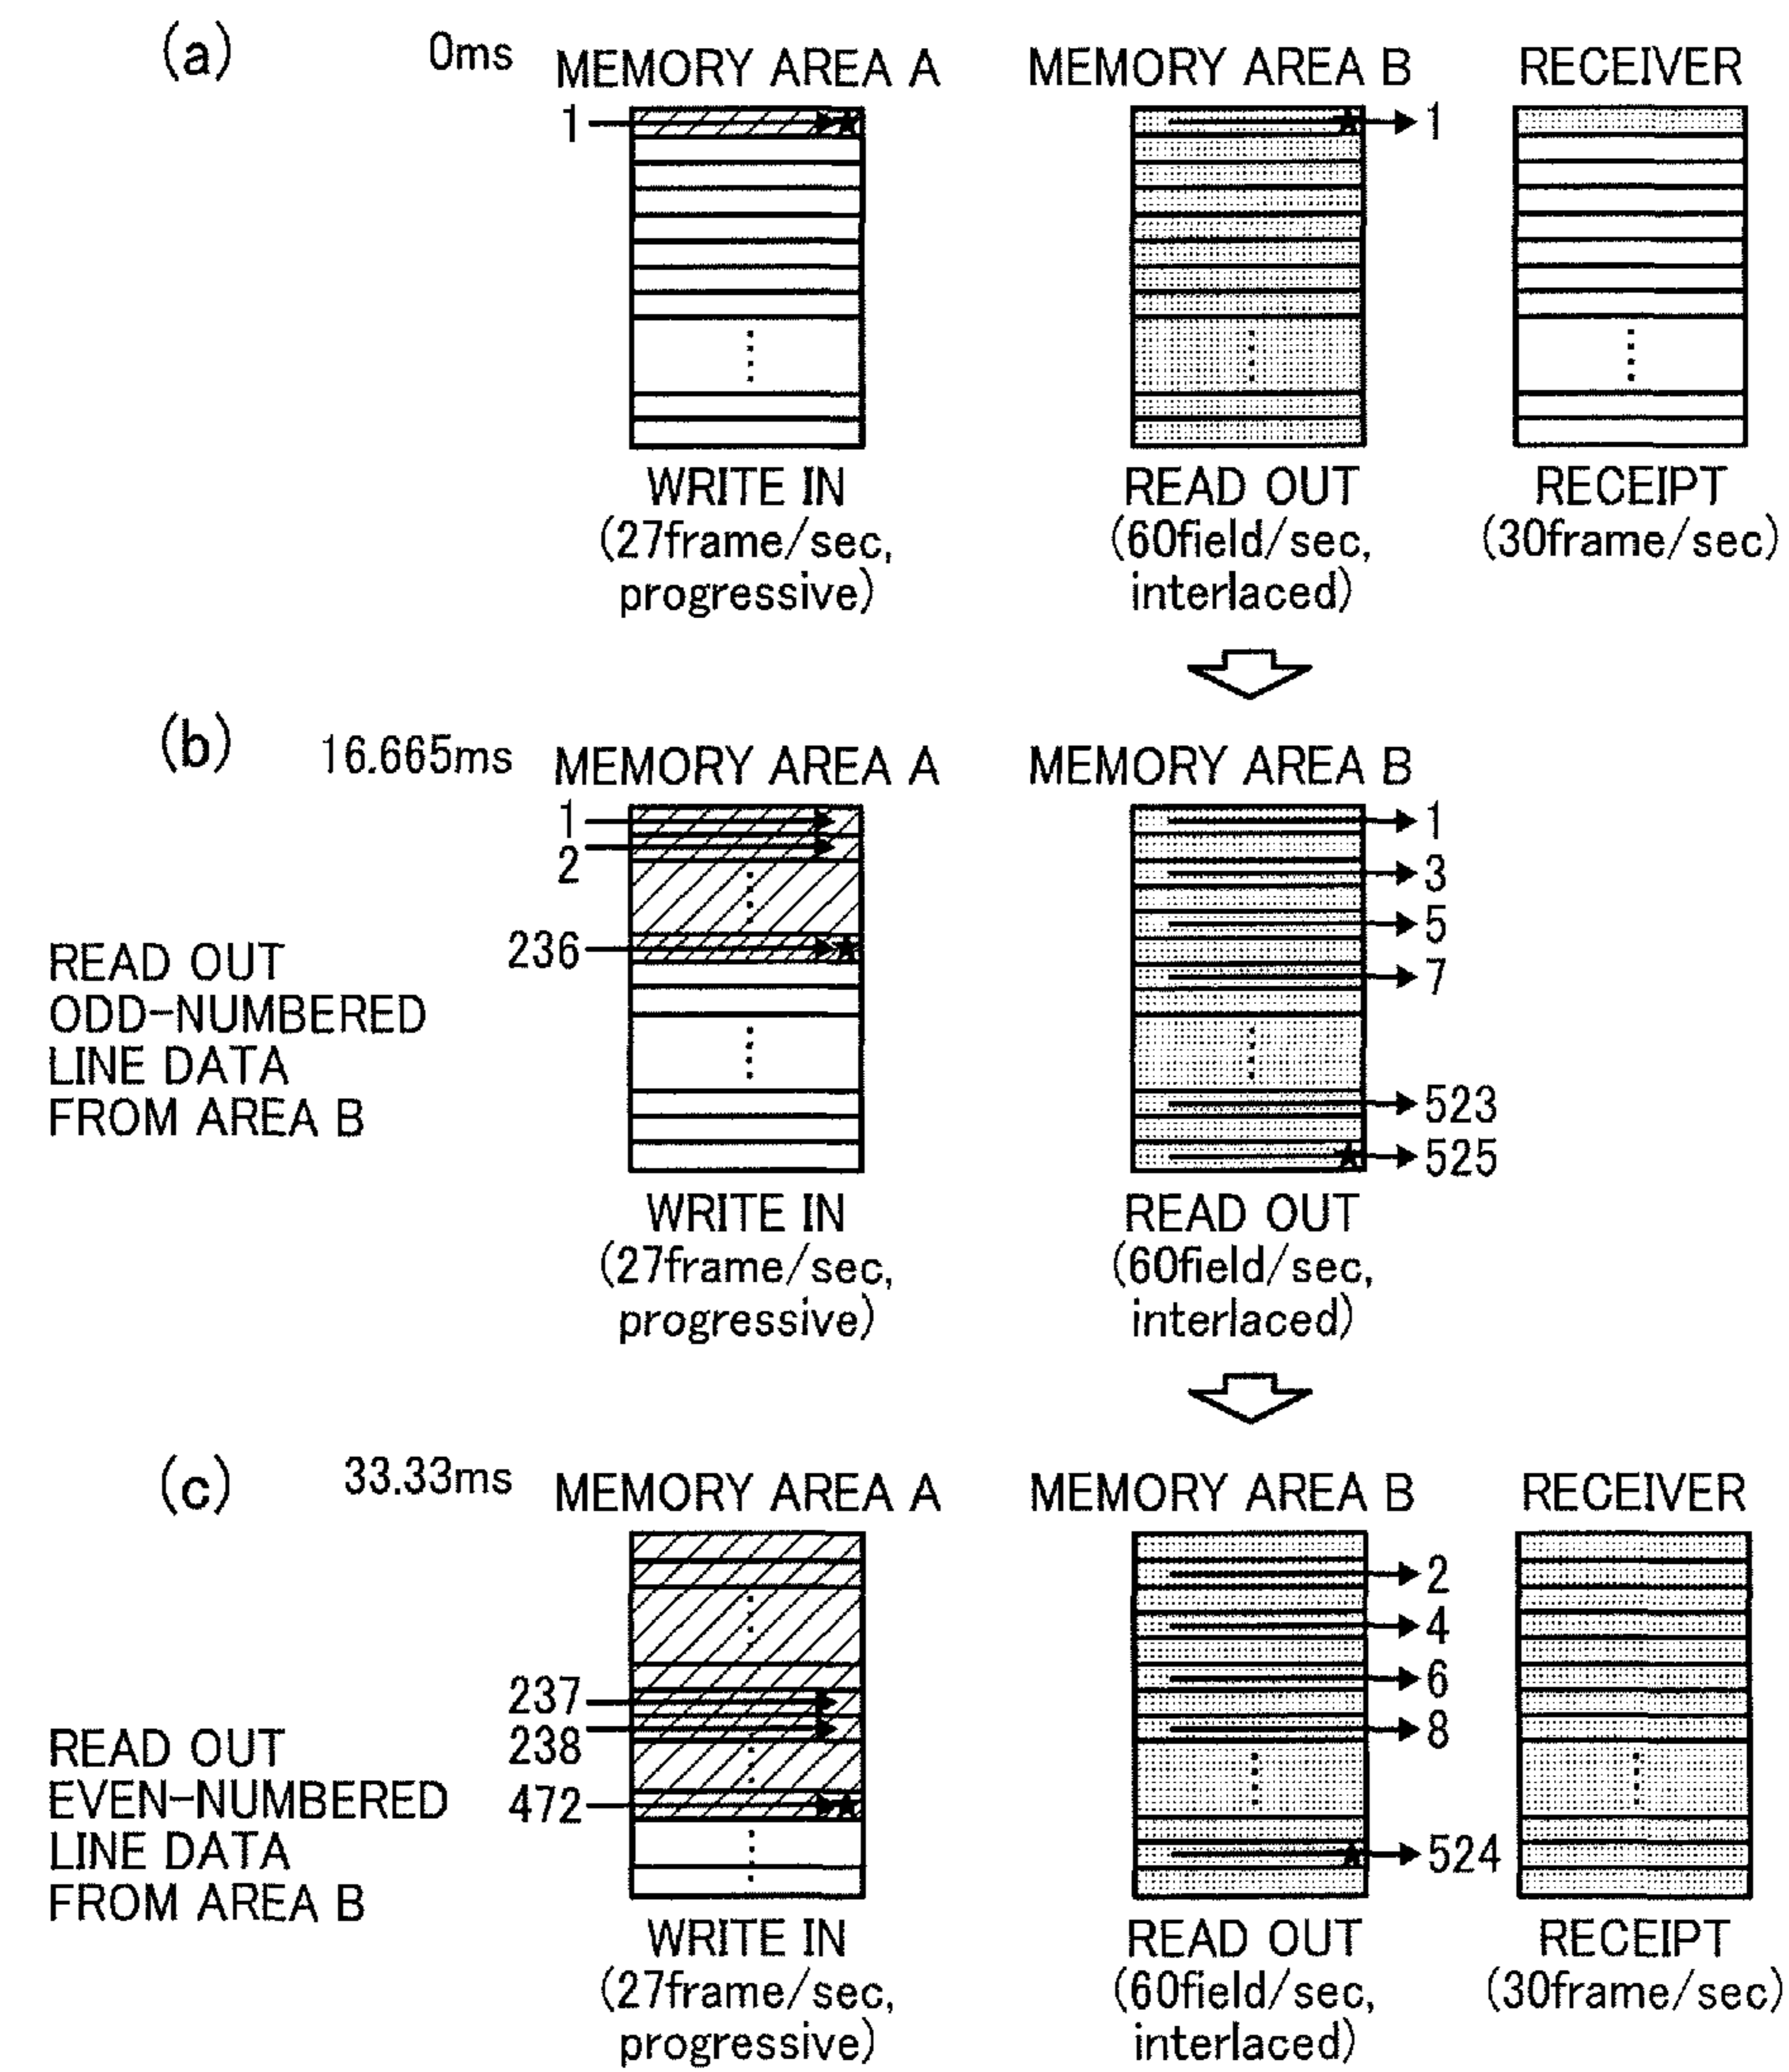 (a) 0ms MEMORY AREA A MEMORY AREA B RECEIVER
1 1
WRITE IN READ OUT RECEIPT
(27frame/sec, (60field/sec, (30frame/sec)
progressive) interlaced)
(b) 16.665ms MEMORY AREA A MEMORY AREA B
1 1
2 3
5
236 7
READ OUT
ODD-NUMBERED
LINE DATA
FROM AREA B
523
525
WRITE IN READ OUT
(27frame/sec, (60field/sec,
progressive) interlaced)
(c) 33.33ms MEMORY AREA A MEMORY AREA B RECEIVER
2
4
237 6
238 8
READ OUT
EVEN-NUMBERED
LINE DATA
FROM AREA B
472
524
WRITE IN READ OUT RECEIPT
(27frame/sec, (60field/sec, (30frame/sec)
progressive) interlaced)